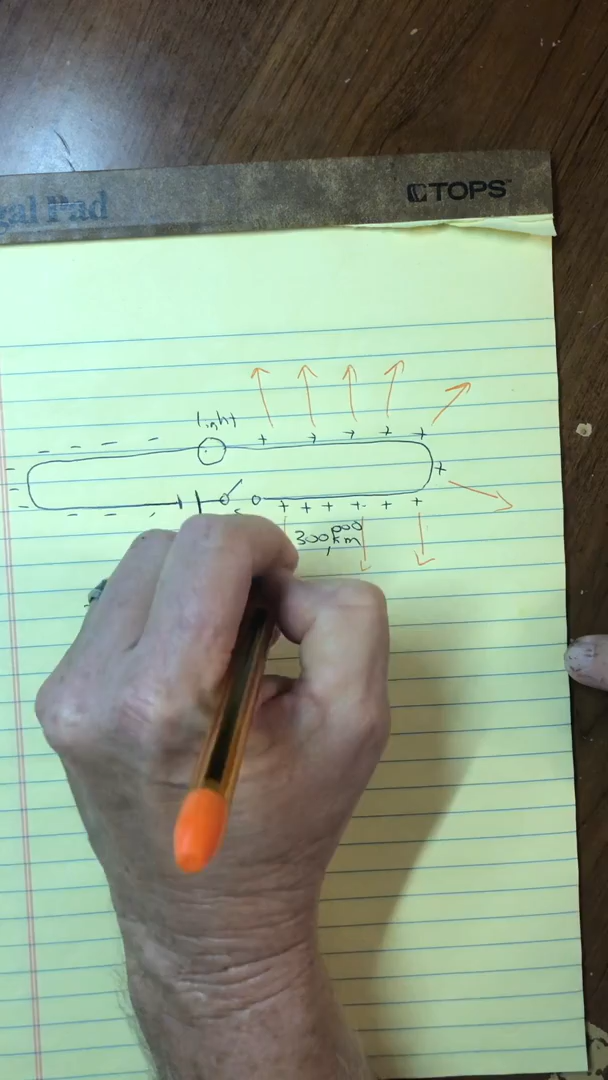 gal Pad
TOPS
light
+ + + + +
- - - -
- +
- - - -
+ + + + + +
300,000
km